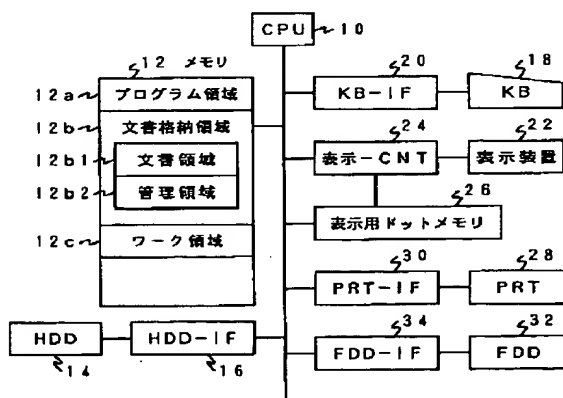 CPU
10
12 メモリ
12a プログラム領域
12b 文書格納領域
12b1 文書領域
12b2 管理領域
12c ワーク領域
20
18
KB-IF
KB
24
22
表示-CNT
表示装置
26
表示用ドットメモリ
30
28
PRT-IF
PRT
34
32
HDD
HDD-IF
FDD-IF
FDD
14
16